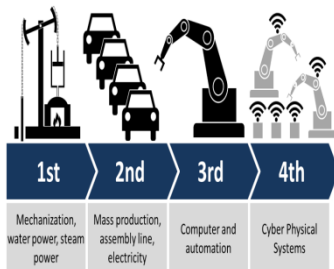 1st
2nd
3rd
4th
Mechanization,
water power, steam
power
Mass production,
assembly line,
electricity
Computer and
automation
Cyber Physical
Systems